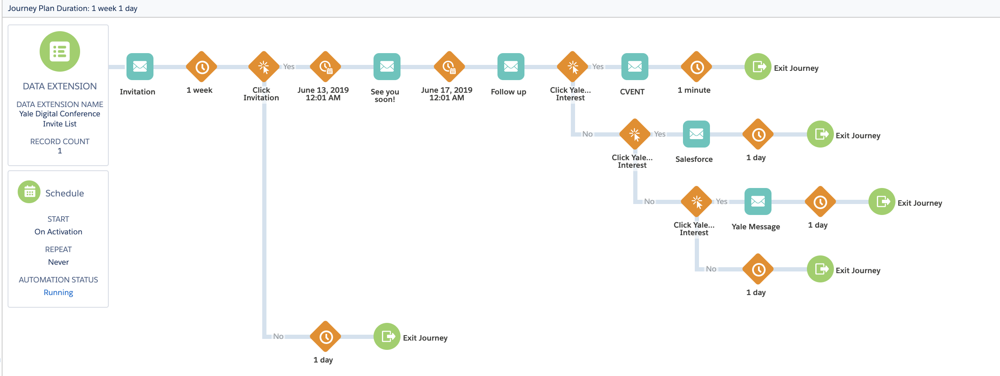 Journey Plan Duration: 1 week 1 day
DATA EXTENSION
DATA EXTENSION NAME
Yale Digital Conference
Invite List
RECORD COUNT
1
Schedule
START
On Activation
REPEAT
Never
AUTOMATION STATUS
Running
Invitation
1 week
Click
Invitation
Yes
June 13, 2019
12:01 AM
See you
soon!
June 17, 2019
12:01 AM
Follow up
Click Yale...
Interest
Yes
CVENT
1 minute
Exit Journey
No
Click Yale...
Interest
Yes
Salesforce
1 day
Exit Journey
No
Click Yale...
Interest
Yes
Yale Message
1 day
Exit Journey
No
1 day
Exit Journey
No
1 day
Exit Journey